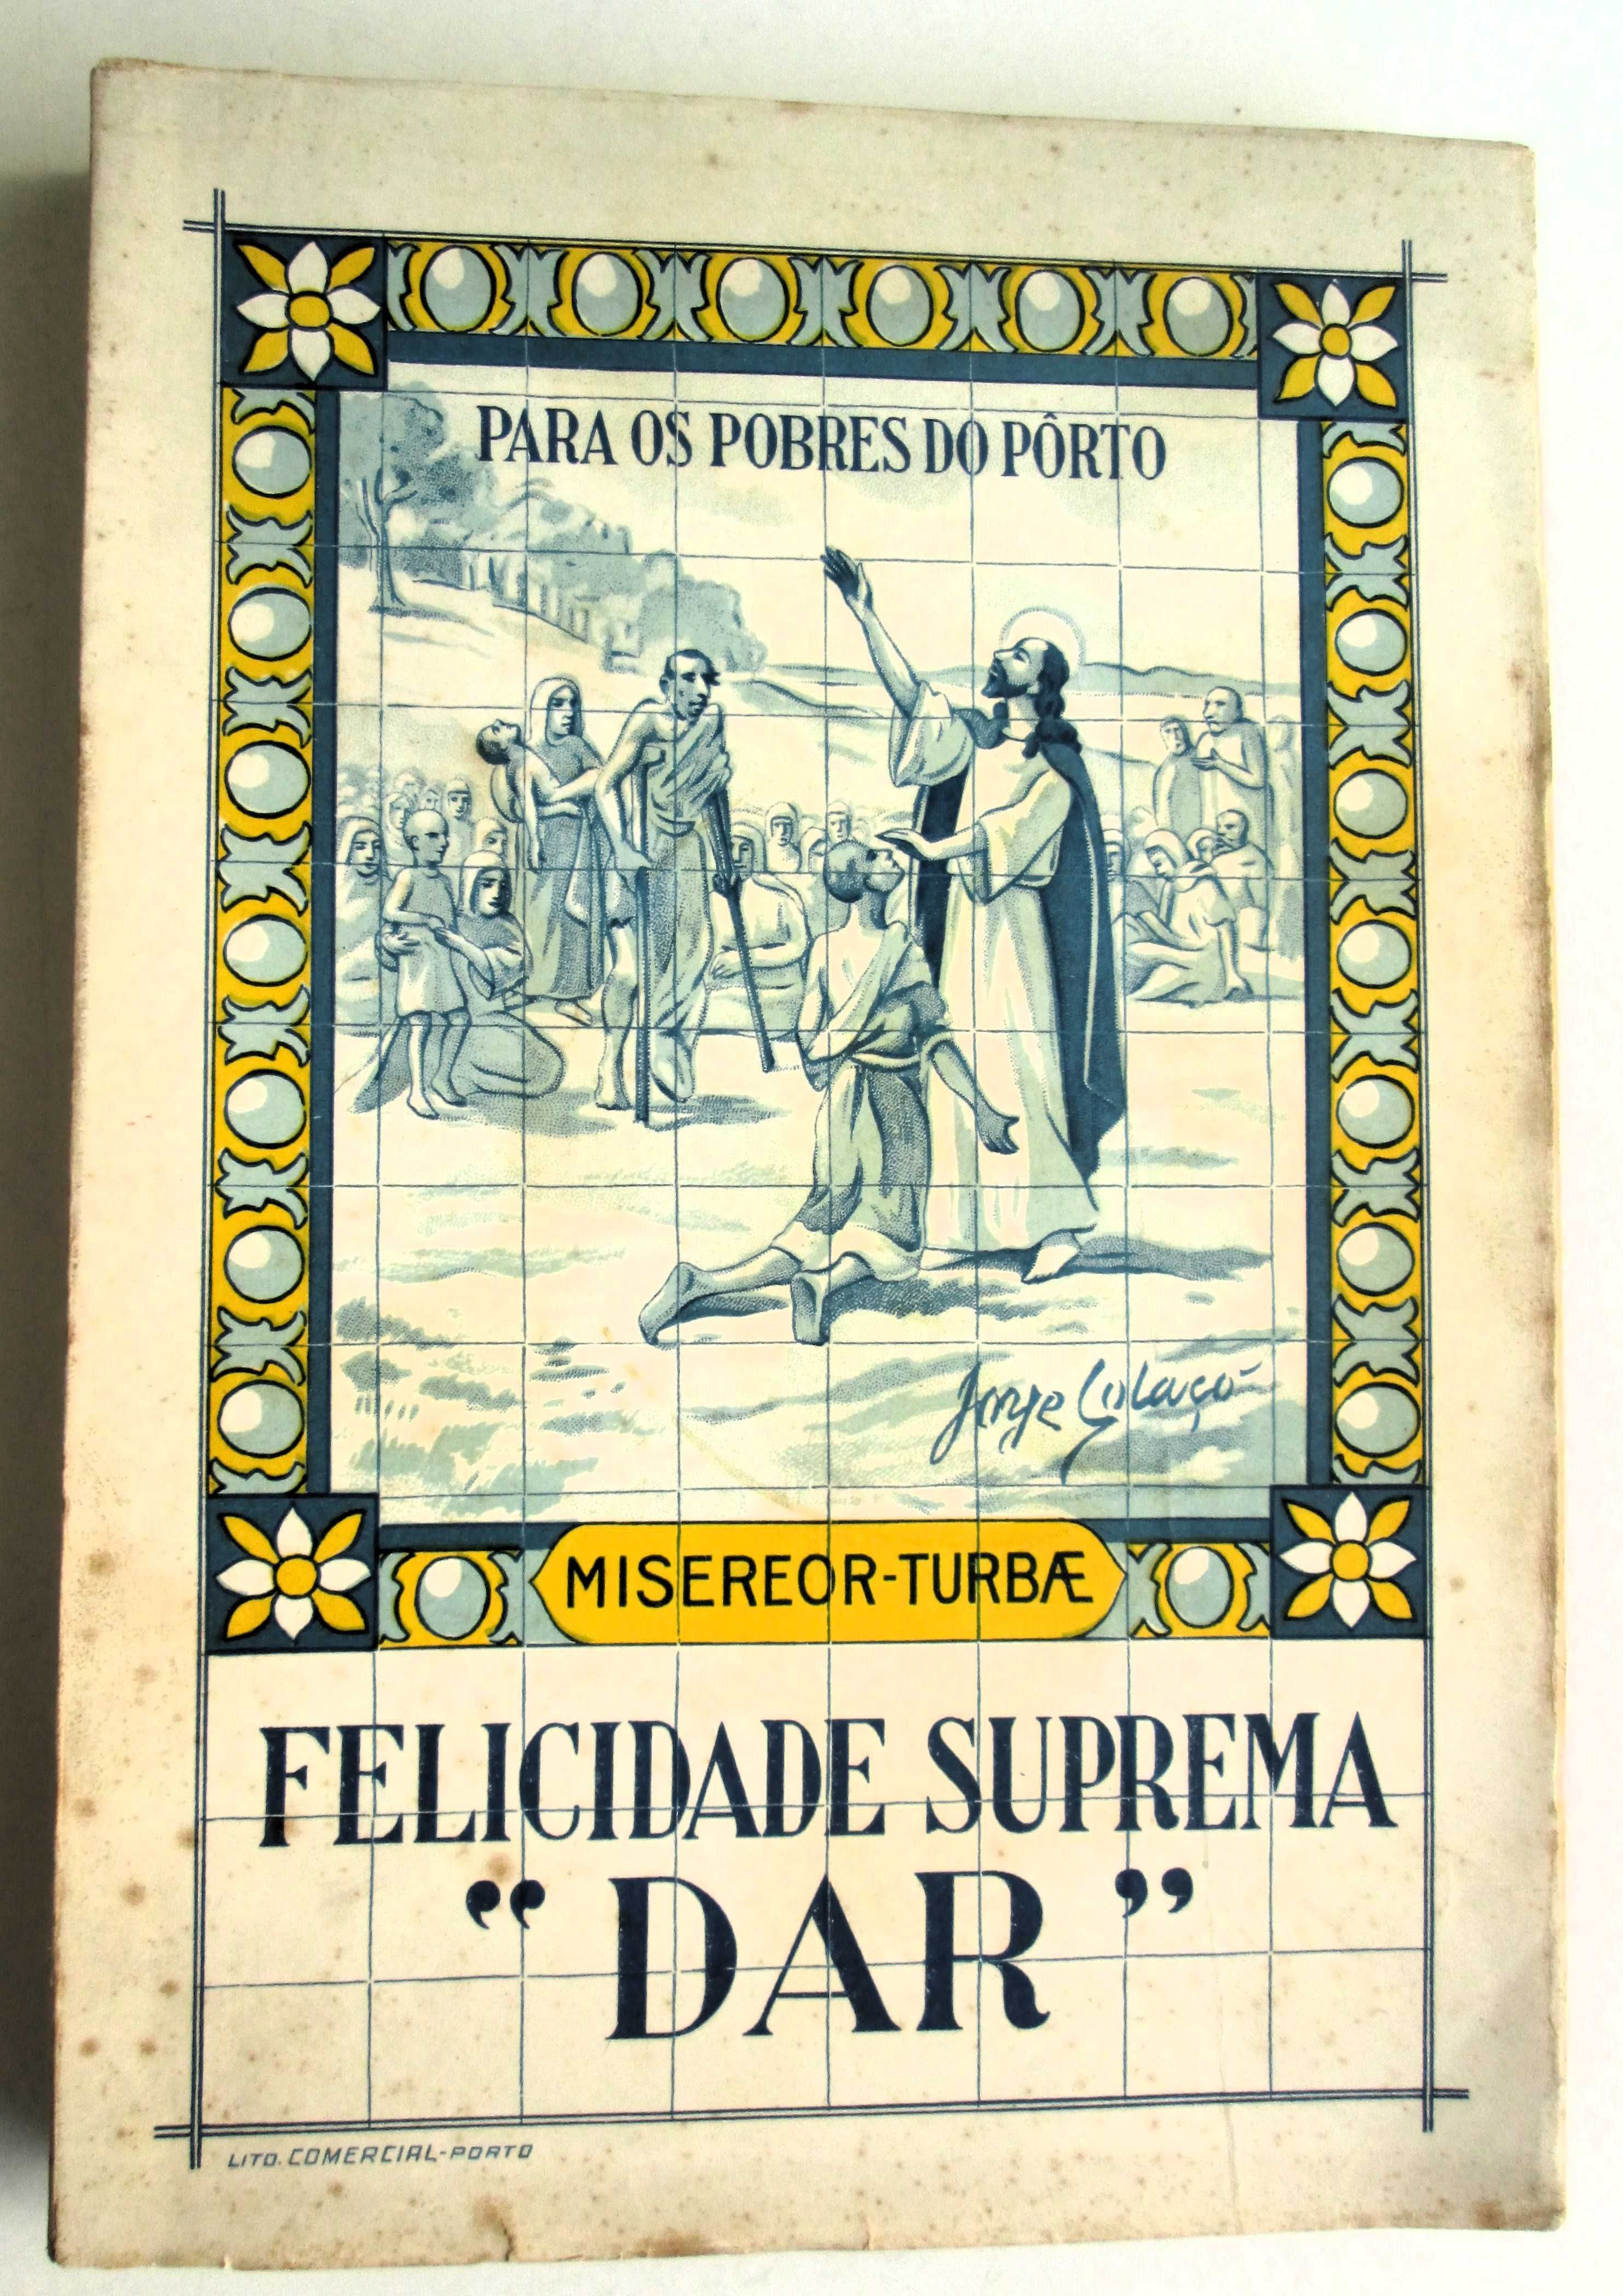 PARA OS POBRES DO PÔRTO
Jorge Colaço
MISEREOR-TURBÆ
FELICIDADE SUPREMA
“ DAR ”
LITO. COMERCIAL-PORTO